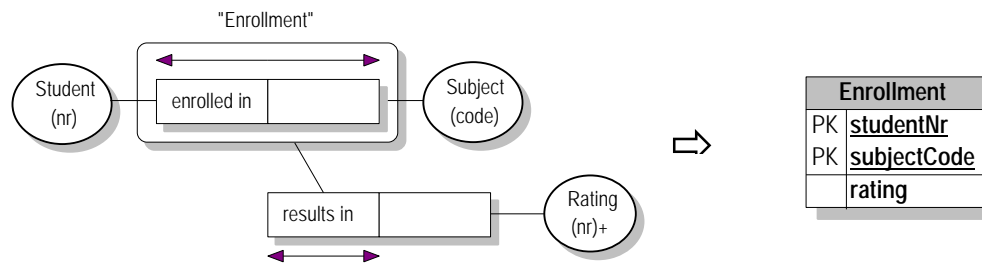 "Enrollment"
Student
(nr)
enrolled in
Subject
(code)
results in
Rating
(nr)+
Enrollment
PK studentNr
PK subjectCode
rating